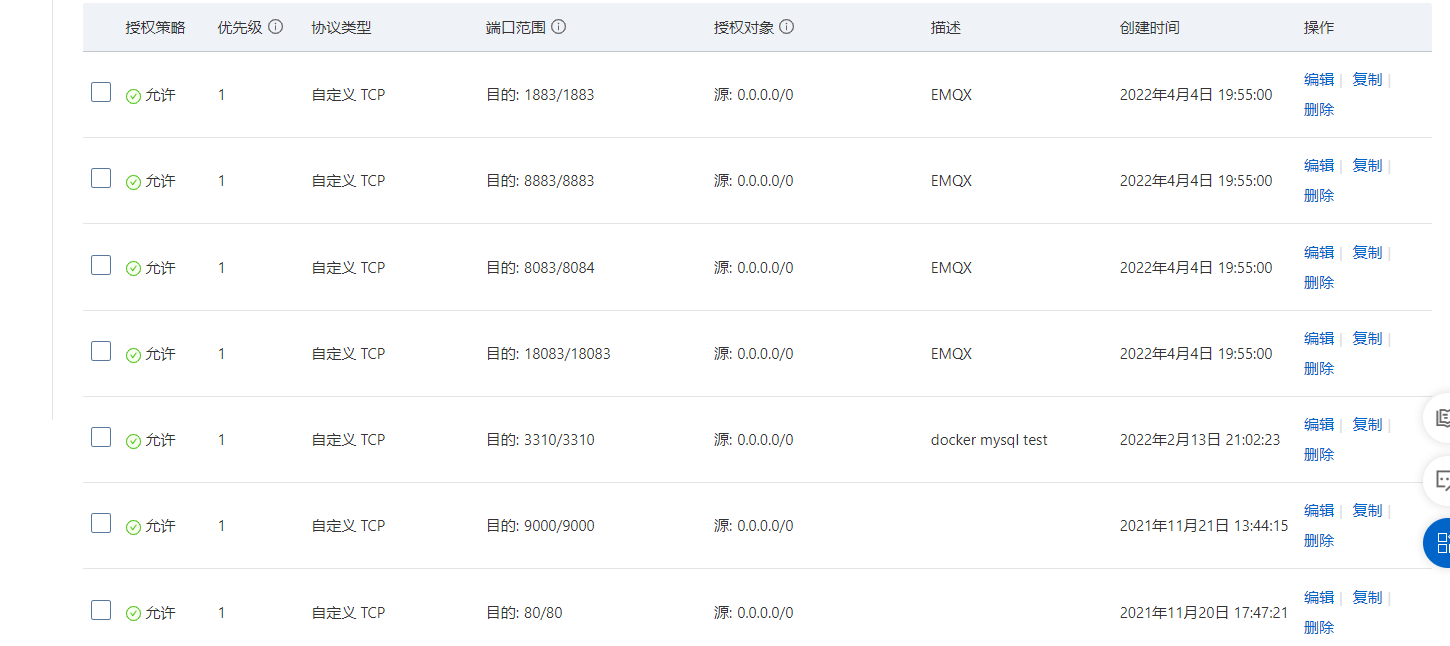 授权策略 优先级 协议类型 端口范围 授权对象 描述 创建时间 操作
允许 1 自定义 TCP 目的: 1883/1883 源: 0.0.0.0/0 EMQX 2022年4月4日 19:55:00 编辑 | 复制 |
删除
允许 1 自定义 TCP 目的: 8883/8883 源: 0.0.0.0/0 EMQX 2022年4月4日 19:55:00 编辑 | 复制 |
删除
允许 1 自定义 TCP 目的: 8083/8084 源: 0.0.0.0/0 EMQX 2022年4月4日 19:55:00 编辑 | 复制 |
删除
允许 1 自定义 TCP 目的: 18083/18083 源: 0.0.0.0/0 EMQX 2022年4月4日 19:55:00 编辑 | 复制 |
删除
允许 1 自定义 TCP 目的: 3310/3310 源: 0.0.0.0/0 docker mysql test 2022年2月13日 21:02:23 编辑 | 复制 |
删除
允许 1 自定义 TCP 目的: 9000/9000 源: 0.0.0.0/0 2021年11月21日 13:44:15 编辑 | 复制 |
删除
允许 1 自定义 TCP 目的: 80/80 源: 0.0.0.0/0 2021年11月20日 17:47:21 编辑 | 复制 |
删除